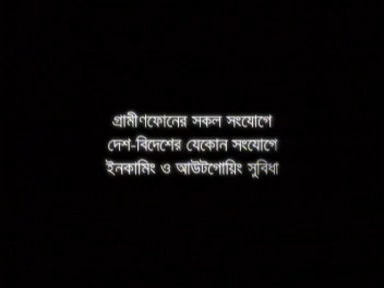 গ্রামীণফোনের সকল সংযোগে
দেশ-বিদেশের যেকোন সংযোগে
ইনকামিং ও আউটগোয়িং সুবিধা